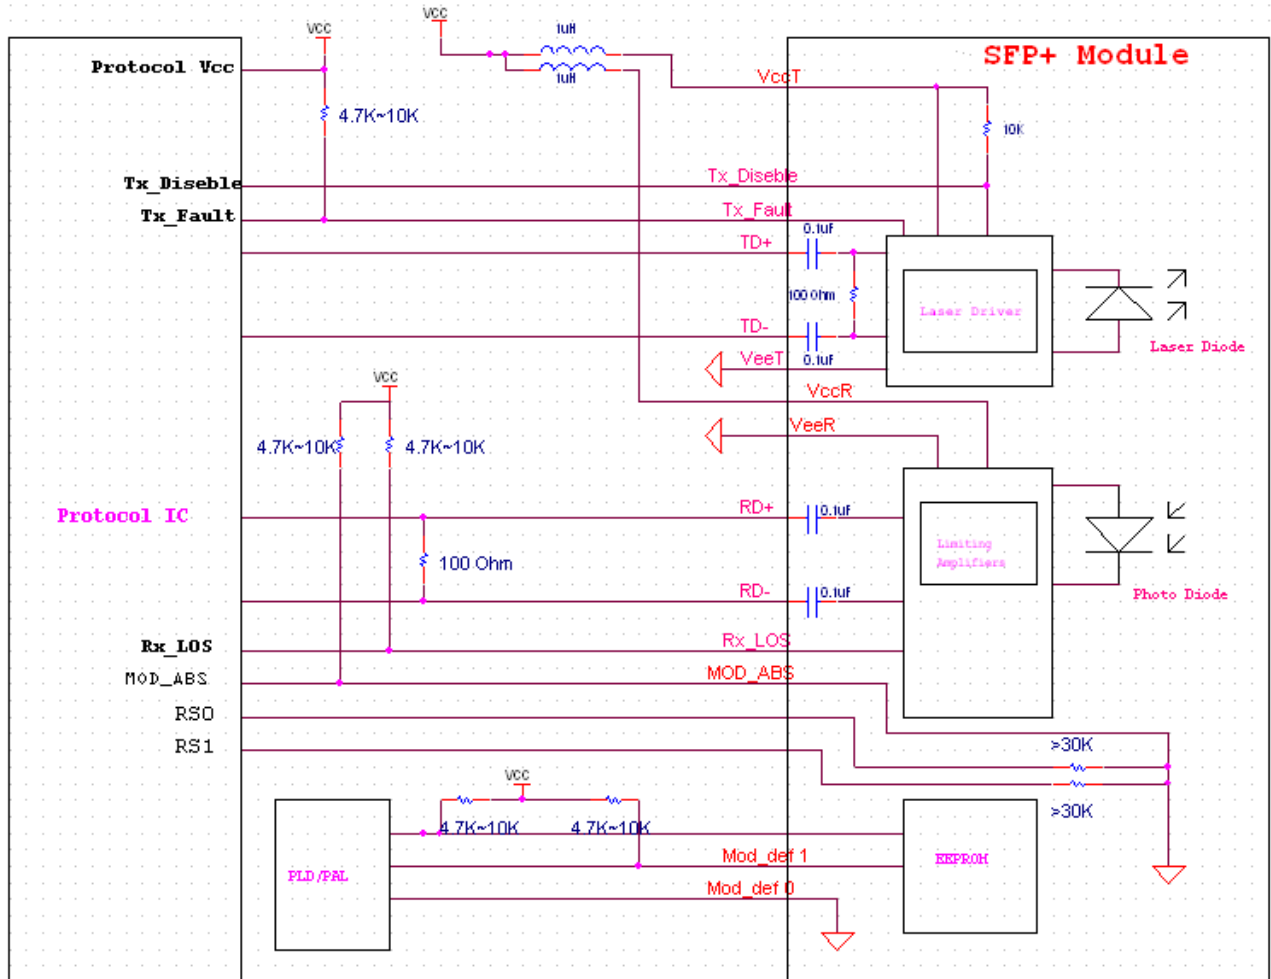 VCC
VCC
1uH
1uH
SFP+ Module
Protocol Vcc
VccT
4.7K~10K
10K
Tx_Diseble
Tx_Diseble
Tx_Fault
Tx_Fault
0.1uF
TD+
100 Ohm
Laser Driver
TD-
Laser Diode
VeeT
0.1uF
VCC
VccR
VeeR
4.7K~10K
4.7K~10K
Protocol IC
RD+
0.1uF
Limiting
Amplifiers
100 Ohm
RD-
0.1uF
Photo Diode
Rx_LOS
Rx_LOS
MOD_ABS
MOD_ABS
RS0
RS1
>30K
VCC
>30K
4.7K~10K
4.7K~10K
Mod_def 1
EEPROM
PLD/PAL
Mod_def 0